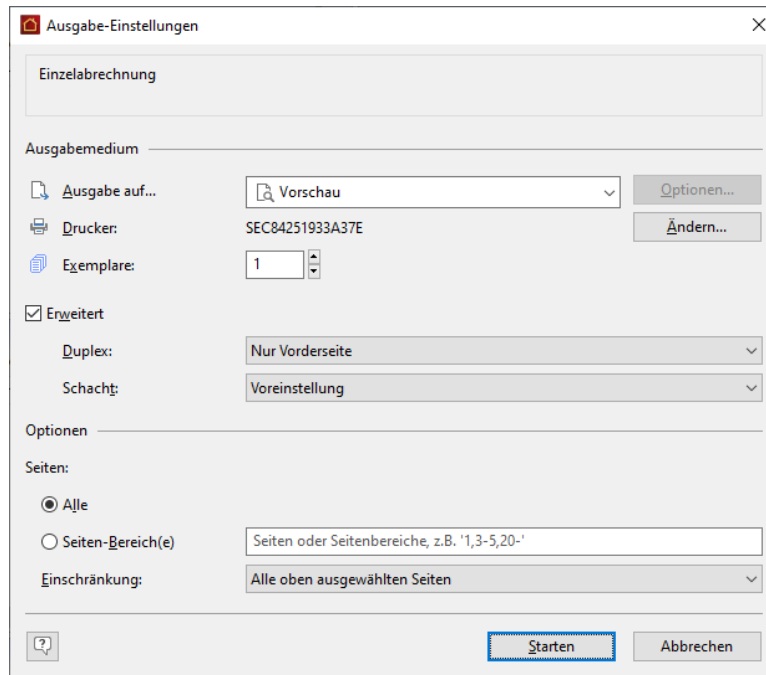 Ausgabe-Einstellungen
Einzelabrechnung
Ausgabemedium
Ausgabe auf... Vorschau Optionen...
Drucker: SEC84251933A37E Ändern...
Exemplare: 1
Erweitert
Duplex: Nur Vorderseite
Schacht: Voreinstellung
Optionen
Seiten:
Alle
Seiten-Bereich(e) Seiten oder Seitenbereiche, z.B. '1,3-5,20-'
Einschränkung: Alle oben ausgewählten Seiten
Starten Abbrechen